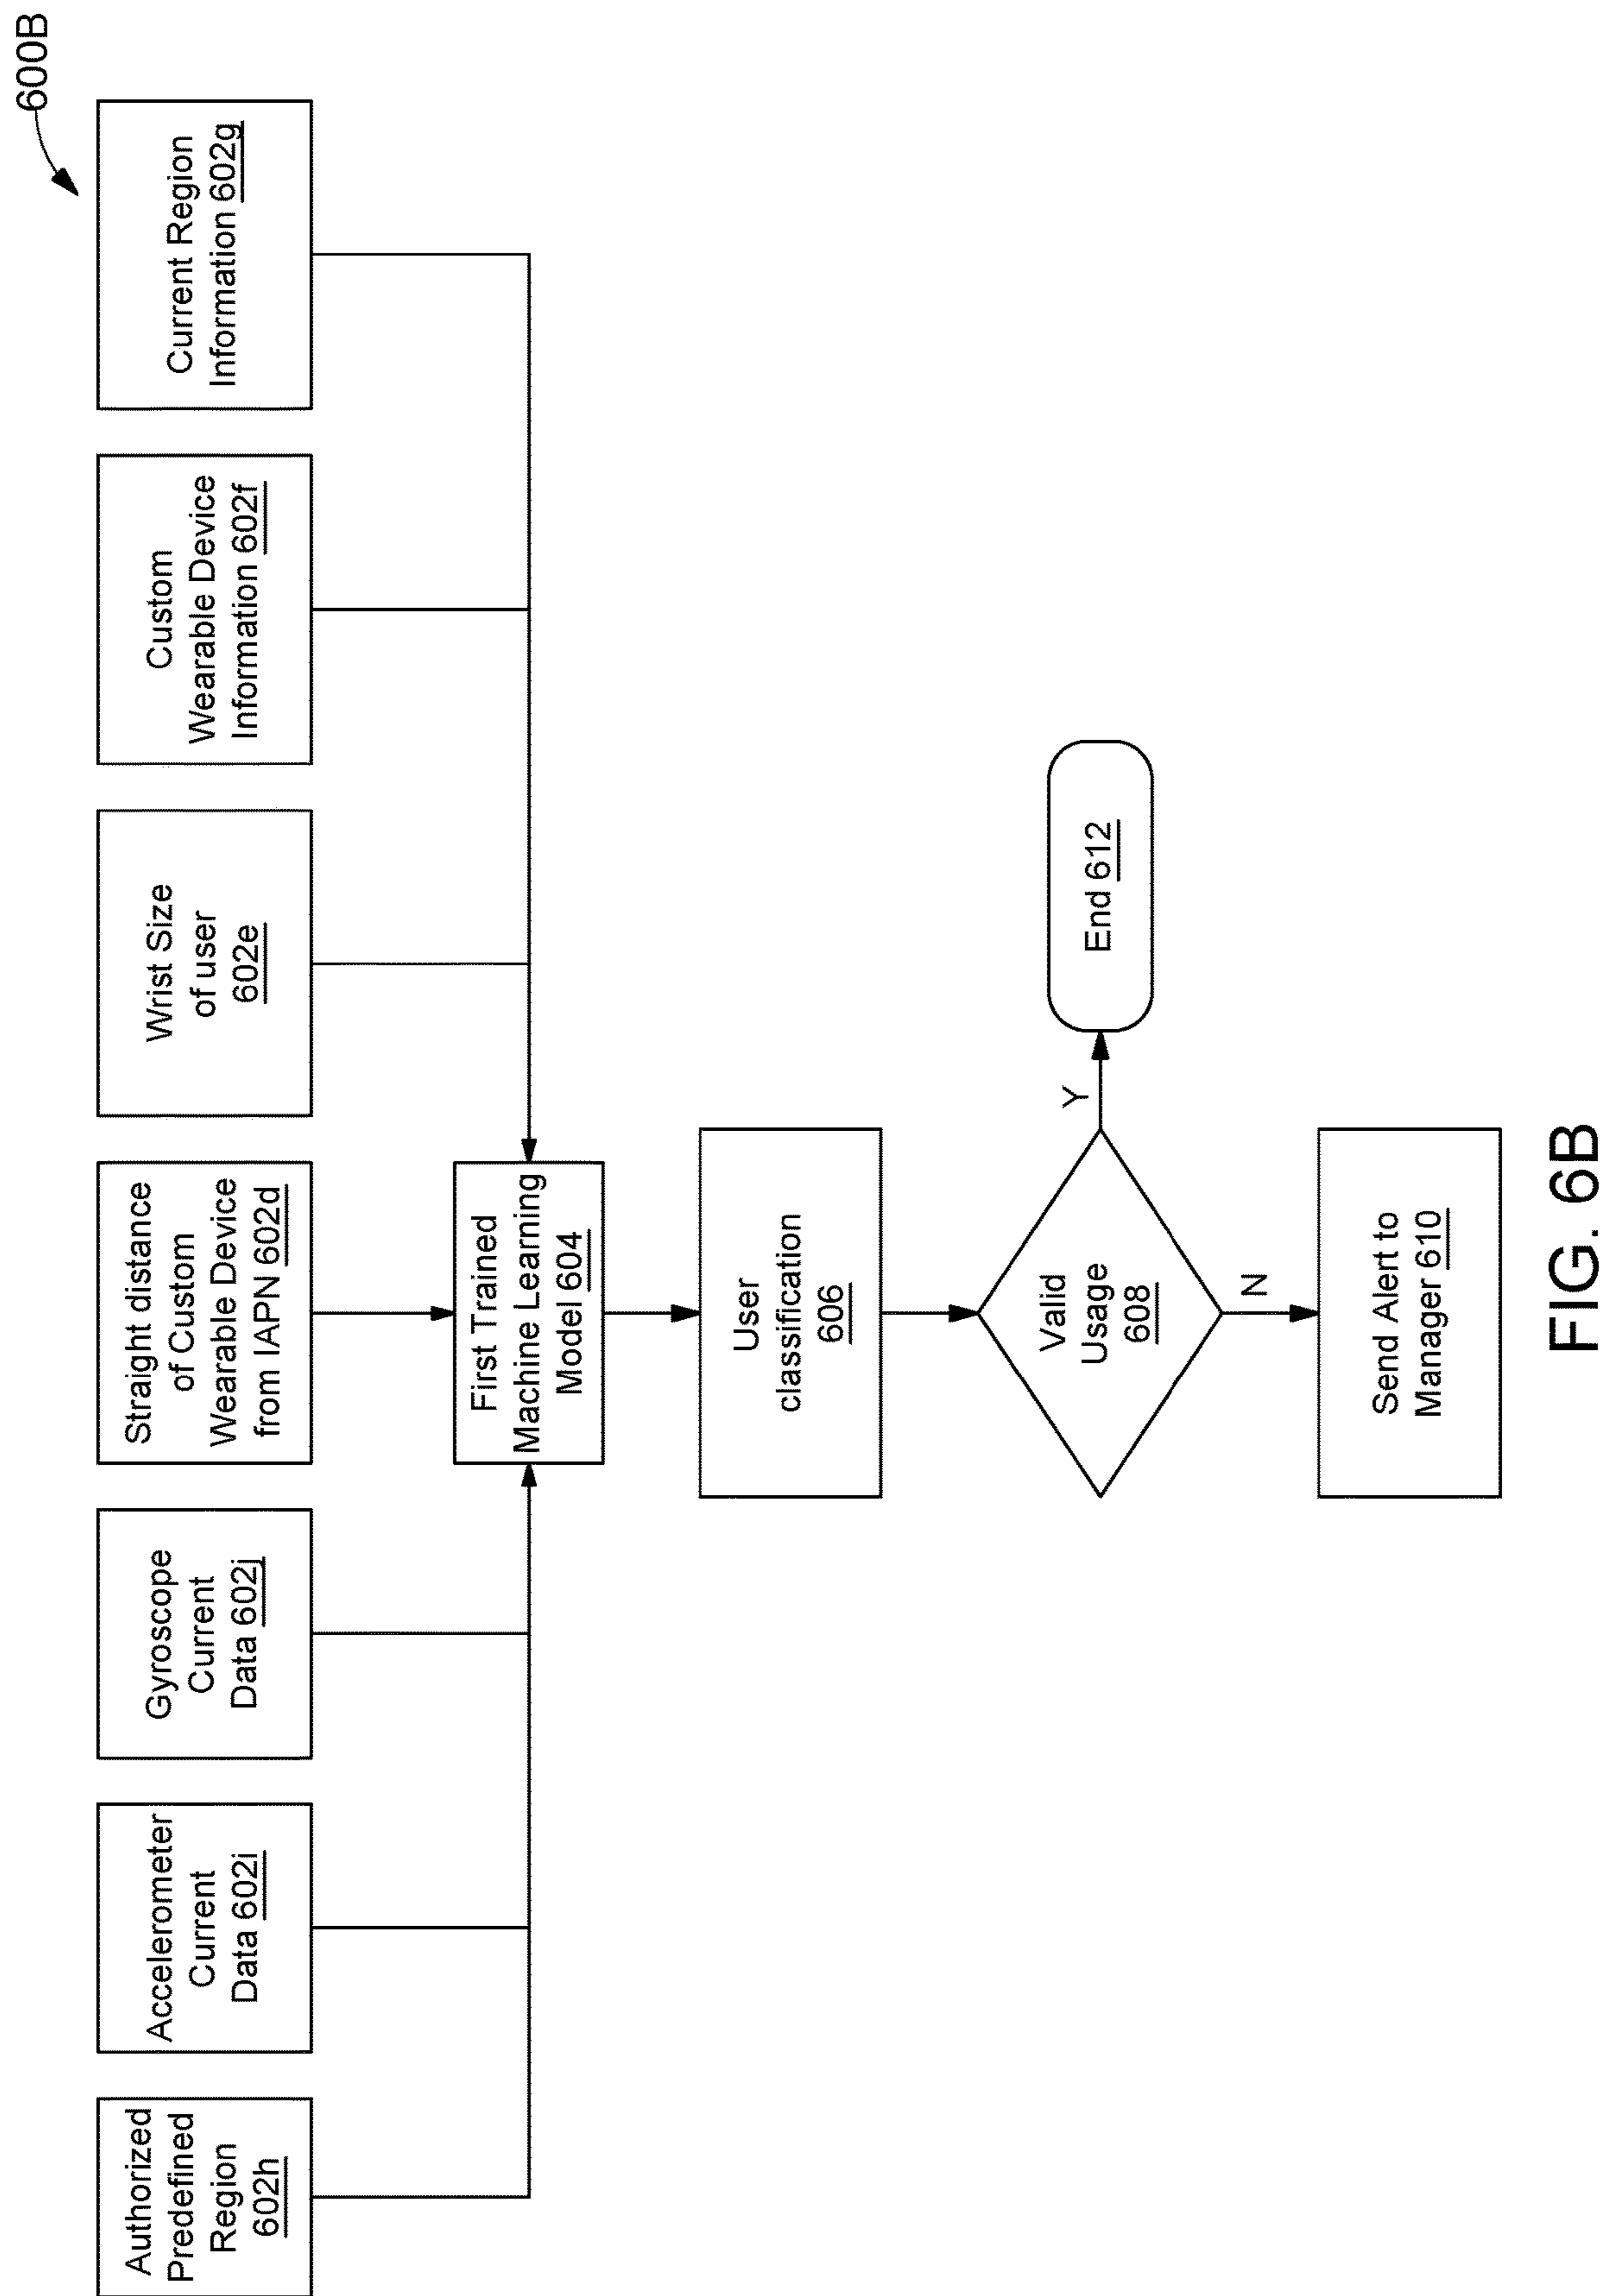 600B
Authorized
Predefined
Region
602h
Accelerometer
Current
Data 602i
Gyroscope
Current
Data 602j
Straight distance
of Custom
Wearable Device
from IAPN 602d
Wrist Size
of user
602e
Custom
Wearable Device
Information 602f
Current Region
Information 602g
First Trained
Machine Learning
Model 604
User
classification
606
Valid
Usage
608
Y
End 612
N
Send Alert to
Manager 610
FIG. 6B